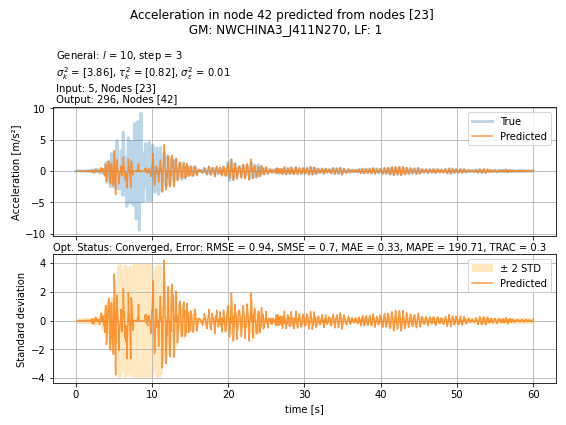 Acceleration in node 42 predicted from nodes [23]
GM: NWCHINA3_J411N270, LF: 1
General: l = 10, step = 3
σ²ₖ = [3.86], τ²ₖ = [0.82], σ²ε = 0.01
Input: 5, Nodes [23]
Output: 296, Nodes [42]
10
5
0
−5
−10
Acceleration [m/s²]
True
Predicted
Opt. Status: Converged, Error: RMSE = 0.94, SMSE = 0.7, MAE = 0.33, MAPE = 190.71, TRAC = 0.3
4
2
0
−2
−4
Standard deviation
± 2 STD
Predicted
0 10 20 30 40 50 60
time [s]